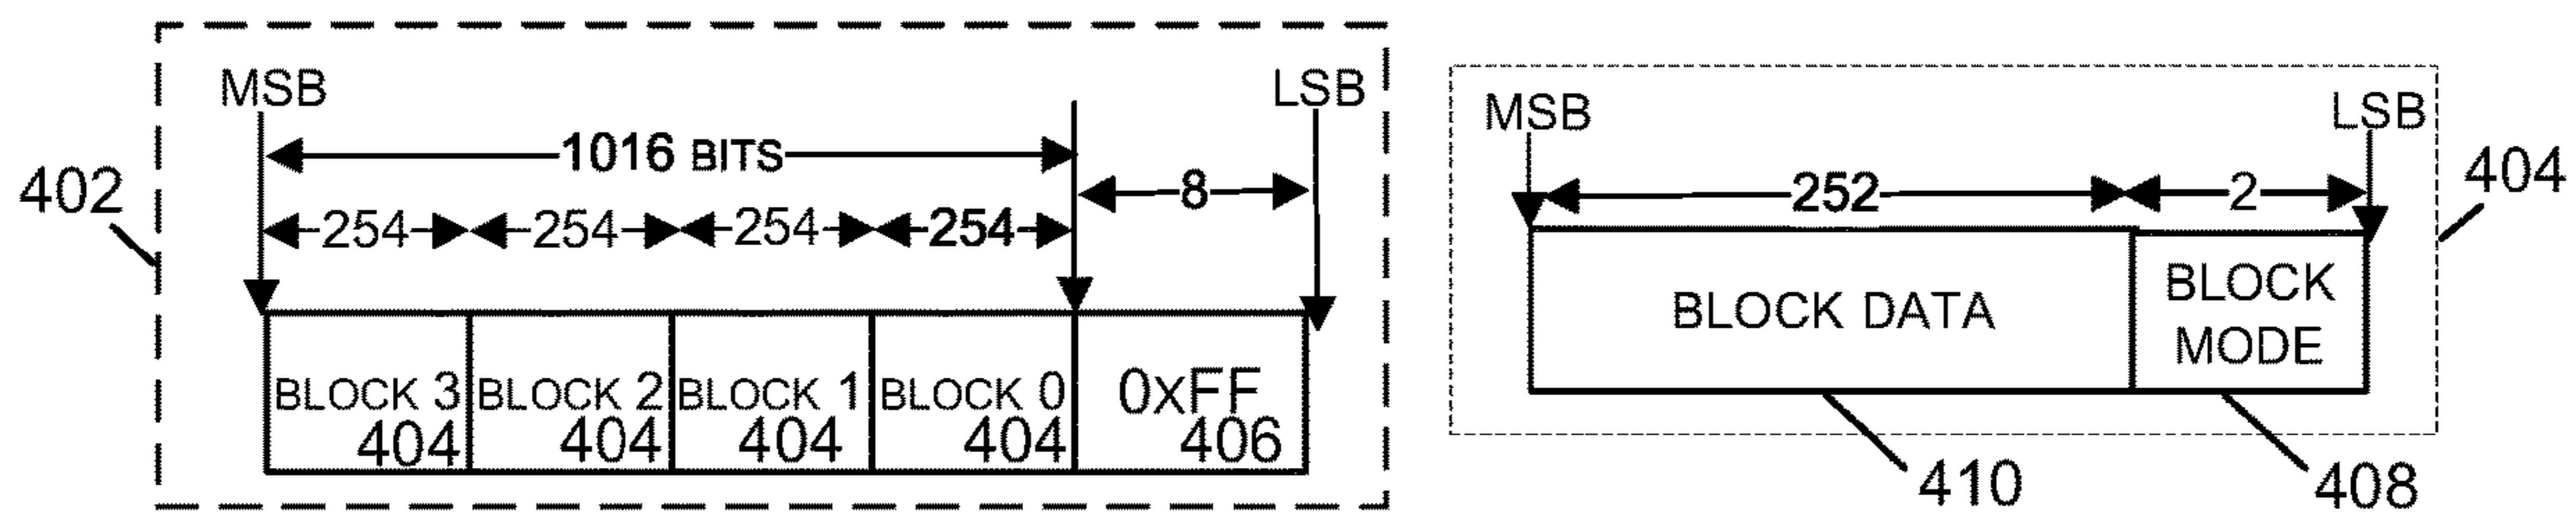 MSB
LSB
1016 BITS
8
402
254 254 254 254
BLOCK 3 BLOCK 2 BLOCK 1 BLOCK 0 0XFF
404 404 404 404 406
MSB
LSB
404
252 2
BLOCK DATA
BLOCK
MODE
410
408